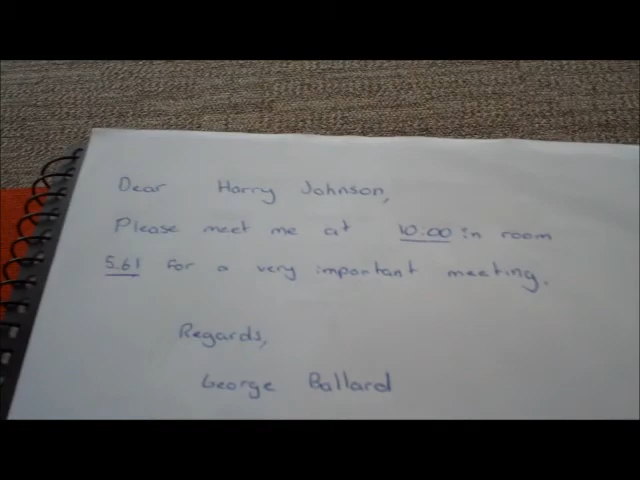 Dear Harry Johnson,
Please meet me at 10:00 in room
5.61 for a very important meeting.
Regards,
George Ballard